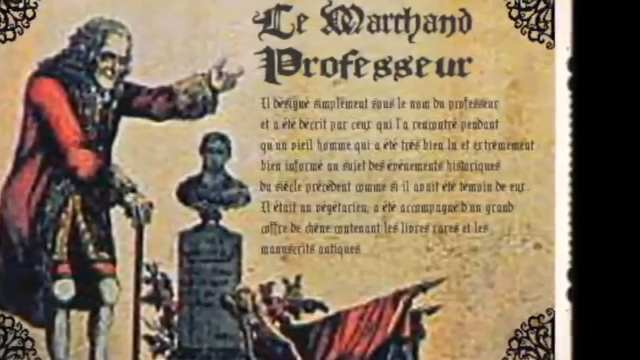 Le Marchand
Professeur
Il désigné simplement sous le nom du professeur
et a été décrit par ceux qui l'a rencontré pendant
qu'un vieil homme qui a été très bien lu et extrêmement
bien informé au sujet des événements historiques
du siècle précédent comme si il avait été témoin de eux.
Il était un végétarien, a été accompagné d'un grand
coffre de chêne contenant les livres rares et les
manuscrits antiques